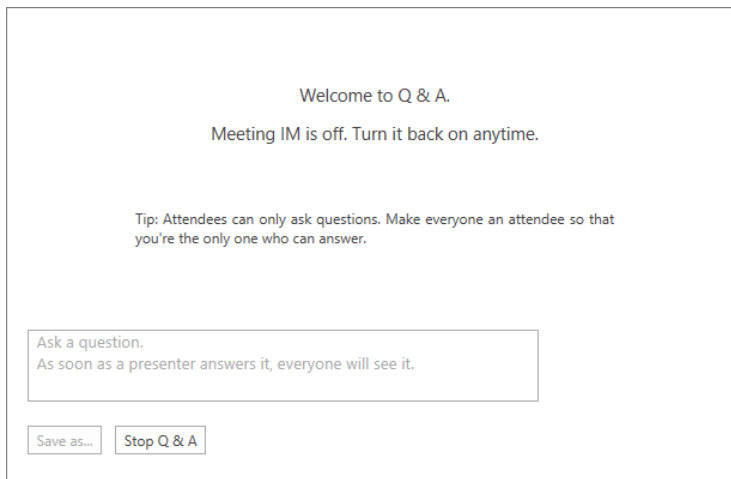 Welcome to Q & A.
Meeting IM is off. Turn it back on anytime.
Tip: Attendees can only ask questions. Make everyone an attendee so that
you're the only one who can answer.
Ask a question.
As soon as a presenter answers it, everyone will see it.
Save as...
Stop Q & A